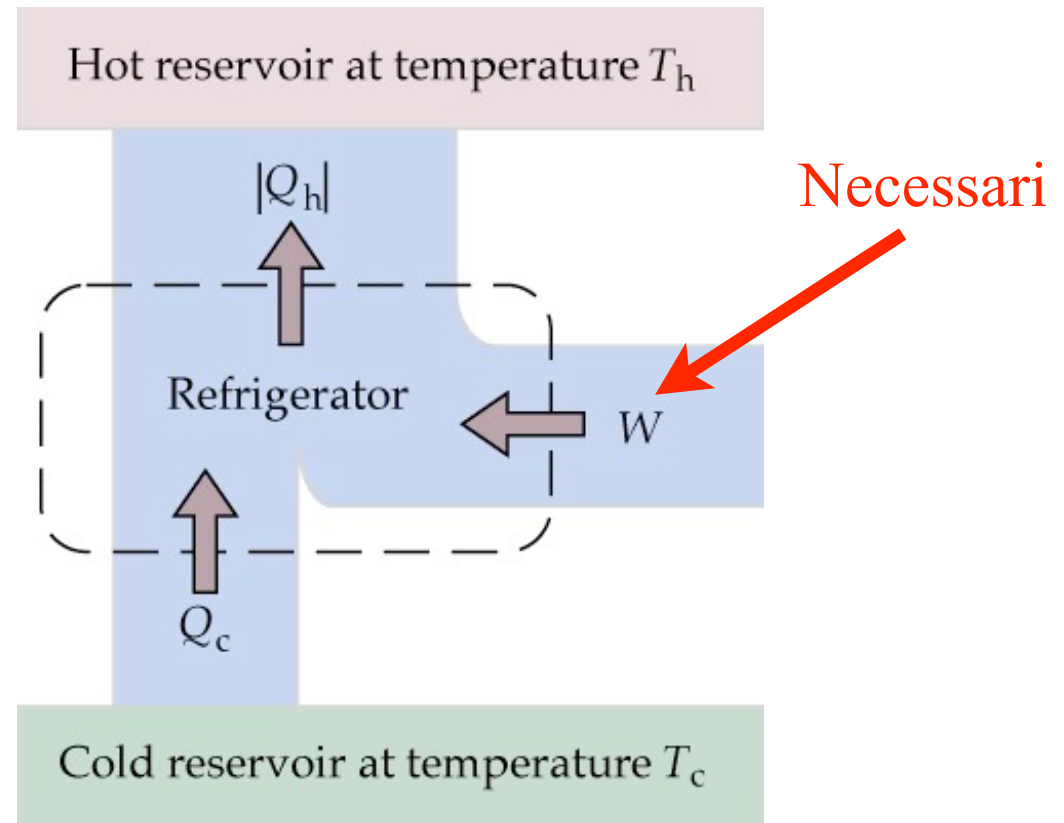 Hot reservoir at temperature Th
|Qh|
Necessari
Refrigerator
W
Qc
Cold reservoir at temperature Tc